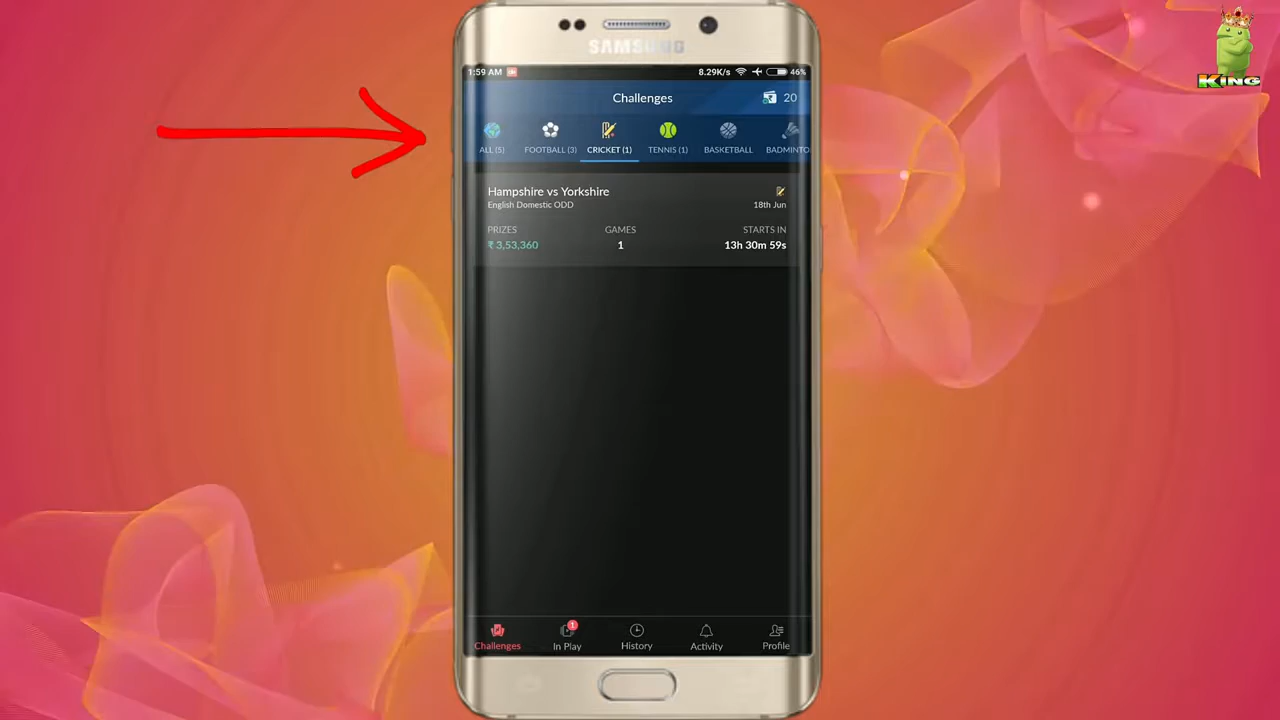 KING
SAMSUNG
1:59 AM 8.29K/s 46%
Challenges 20
ALL (5) FOOTBALL (3) CRICKET (1) TENNIS (1) BASKETBALL BADMINTO
Hampshire vs Yorkshire
English Domestic ODD 18th Jun
PRIZES GAMES STARTS IN
₹ 3,53,360 1 13h 30m 59s
1
Challenges In Play History Activity Profile